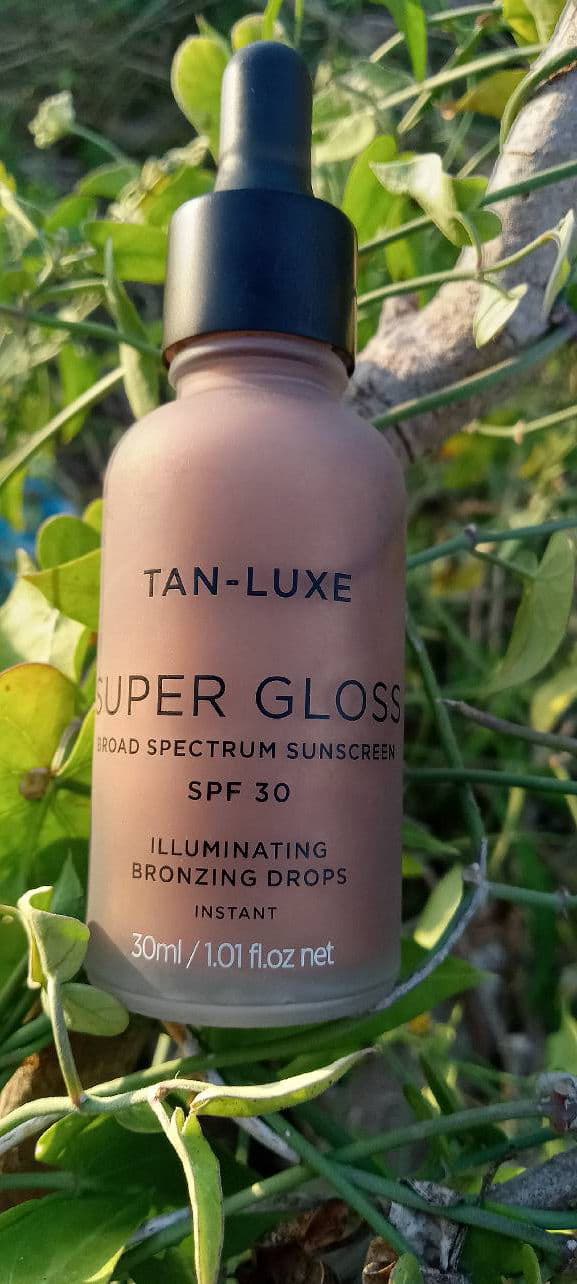 TAN-LUXE
SUPER GLOSS
BROAD SPECTRUM SUNSCREEN
SPF 30
ILLUMINATING
BRONZING DROPS
INSTANT
30ml / 1.01 fl.oz net